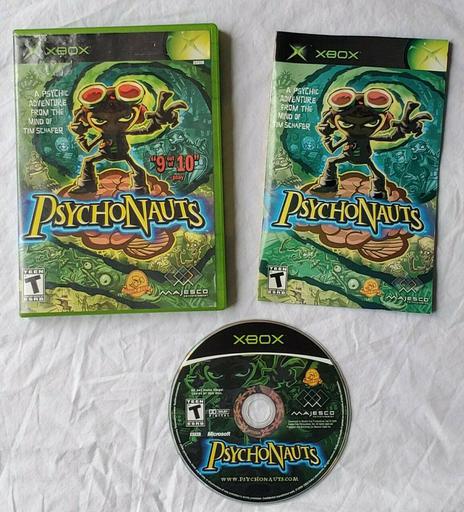 XBOX
A PSYCHIC
ADVENTURE
FROM THE
MIND OF
TIM SCHAFER
"9 out of 10"
-play
PSYCHONAUTS
TEEN
T
ESRB
MAJESCO
XBOX
A PSYCHIC
ADVENTURE
FROM THE
MIND OF
TIM SCHAFER
PSYCHONAUTS
TEEN
T
ESRB
MAJESCO
XBOX
TEEN
T
ESRB
MAJESCO
Microsoft
PSYCHONAUTS
WWW.PSYCHONAUTS.COM